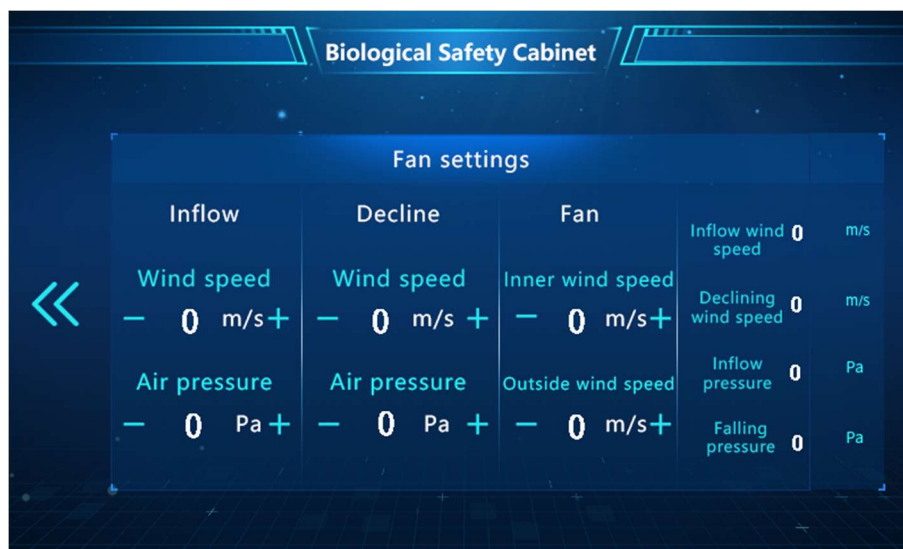 Biological Safety Cabinet
Fan settings
Inflow
Decline
Fan
Wind speed
Wind speed
Inner wind speed
− 0 m/s +
− 0 m/s +
− 0 m/s +
Air pressure
Air pressure
Outside wind speed
− 0 Pa +
− 0 Pa +
− 0 m/s +
Inflow wind
speed
0 m/s
Declining
wind speed
0 m/s
Inflow
pressure
0 Pa
Falling
pressure
0 Pa